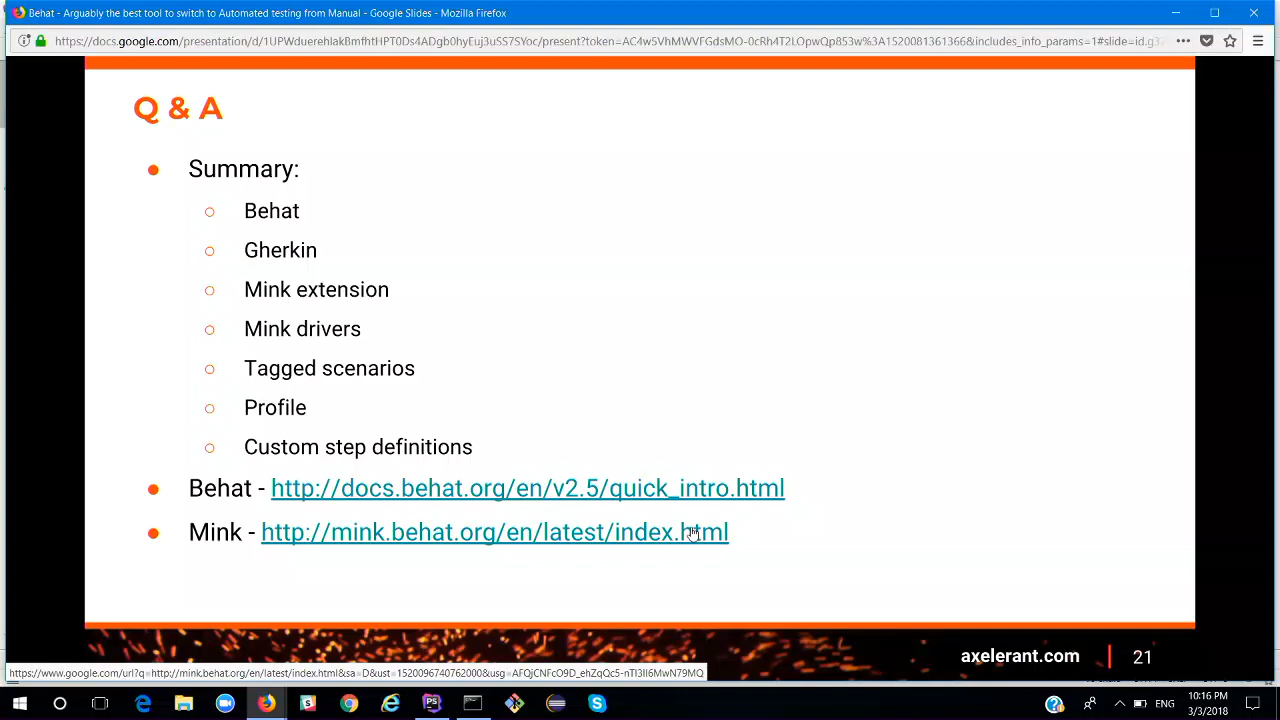 Behat - Arguably the best tool to switch to Automated testing from Manual - Google Slides - Mozilla Firefox
Q & A
Summary:
Behat
Gherkin
Mink extension
Mink drivers
Tagged scenarios
Profile
Custom step definitions
Behat - http://docs.behat.org/en/v2.5/quick_intro.html
Mink - http://mink.behat.org/en/latest/index.html
axelerant.com
21
ENG
10:16 PM
3/3/2018